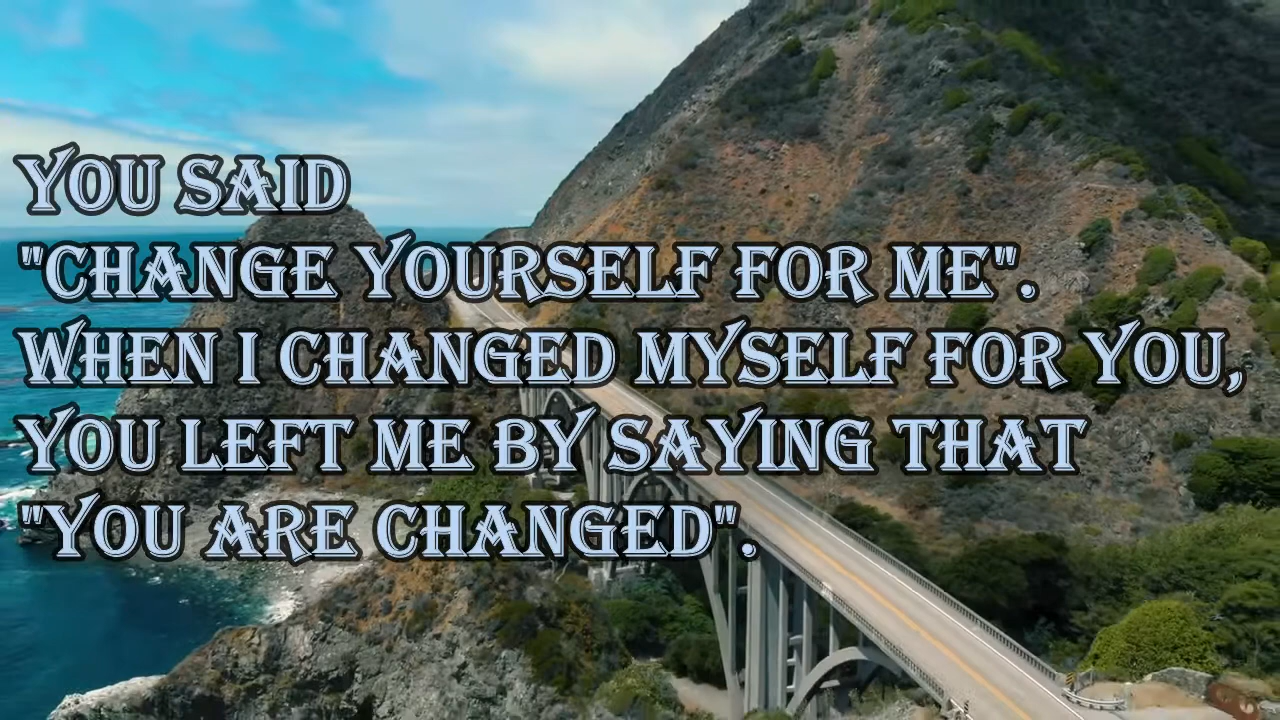 YOU SAID
"CHANGE YOURSELF FOR ME".
WHEN I CHANGED MYSELF FOR YOU,
YOU LEFT ME BY SAYING THAT
"YOU ARE CHANGED".